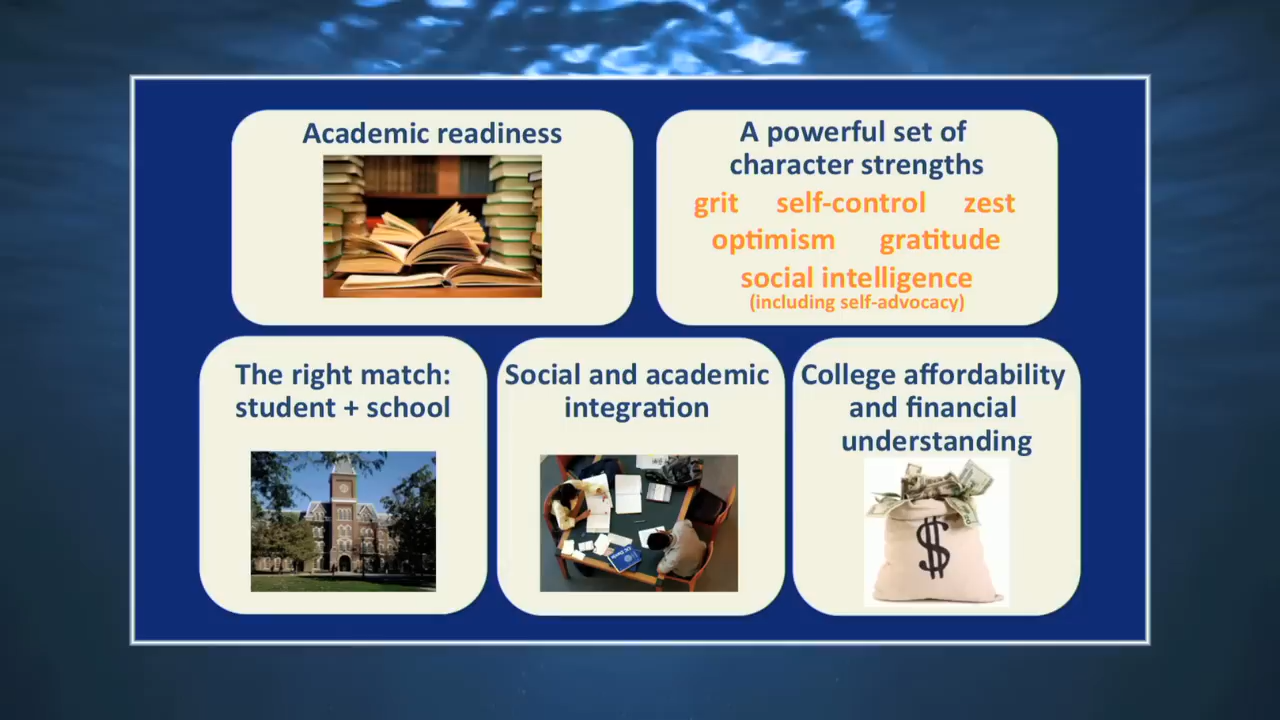 Academic readiness
A powerful set of
character strengths
grit self-control zest
optimism gratitude
social intelligence
(including self-advocacy)
The right match:
student + school
Social and academic
integration
College affordability
and financial
understanding
$